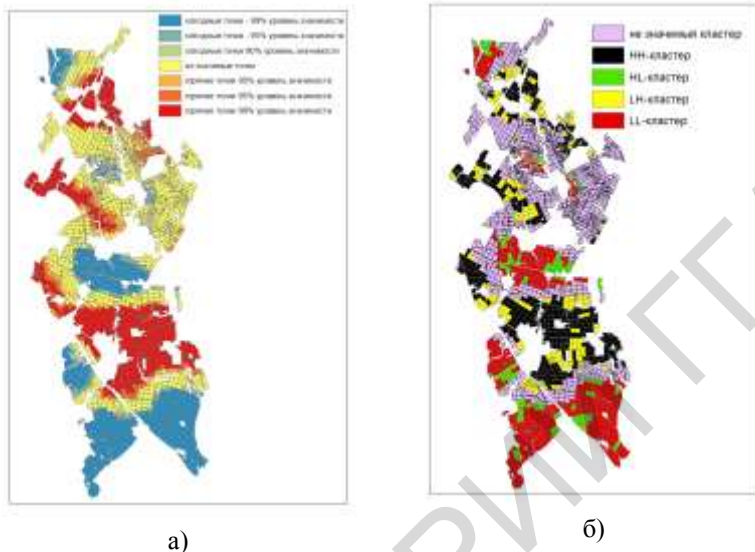 холодные точки - 99% уровень значимости
холодные точки - 95% уровень значимости
холодные точки 90% уровень значимости
не значимые точки
горячие точки 90% уровень значимости
горячие точки 95% уровень значимости
горячие точки 99% уровень значимости
не значимый кластер
HH-кластер
HL-кластер
LH-кластер
LL-кластер
а)
б)